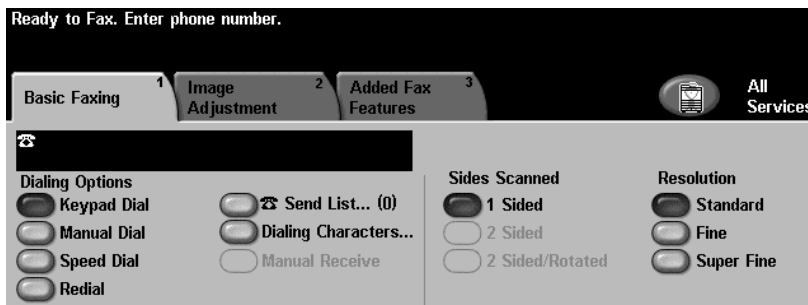 Ready to Fax. Enter phone number.
Basic Faxing 1
Image Adjustment 2
Added Fax Features 3
All Services
Dialing Options
Keypad Dial
Manual Dial
Speed Dial
Redial
Send List... (0)
Dialing Characters...
Manual Receive
Sides Scanned
1 Sided
2 Sided
2 Sided/Rotated
Resolution
Standard
Fine
Super Fine